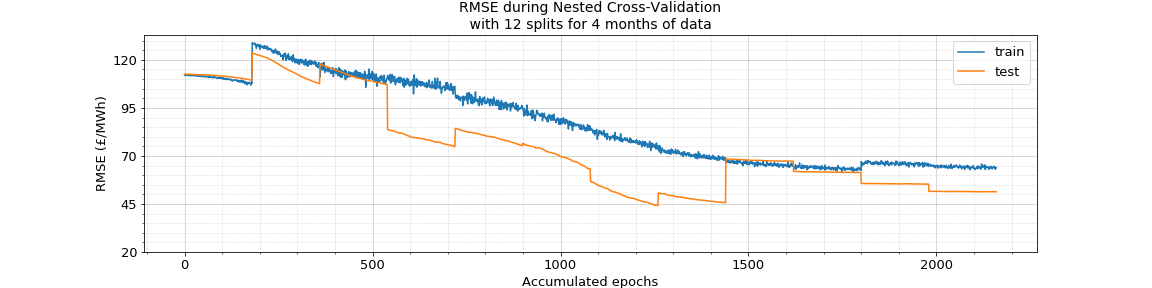 RMSE during Nested Cross-Validation
with 12 splits for 4 months of data
RMSE (£/MWh)
120
95
70
45
20
train
test
0
500
1000
1500
2000
Accumulated epochs